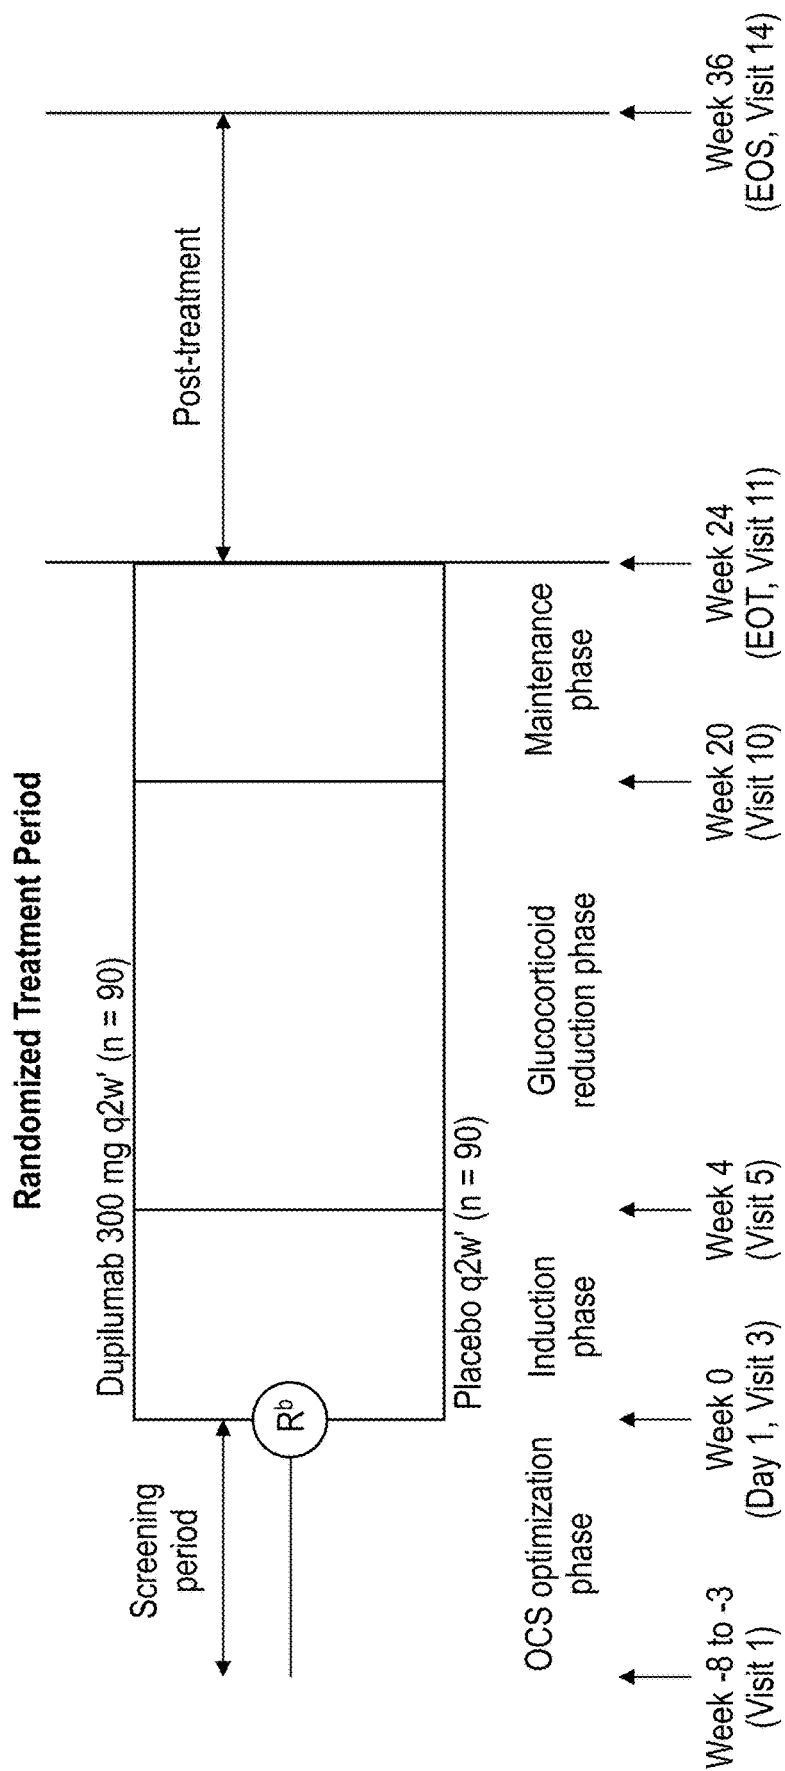 Randomized Treatment Period
Dupilumab 300 mg q2w' (n = 90)
Screening
period
Post-treatment
R^b
Placebo q2w' (n = 90)
OCS optimization
phase
Induction
phase
Glucocorticoid
reduction phase
Maintenance
phase
Week -8 to -3
(Visit 1)
Week 0
(Day 1, Visit 3)
Week 4
(Visit 5)
Week 20
(Visit 10)
Week 24
(EOT, Visit 11)
Week 36
(EOS, Visit 14)